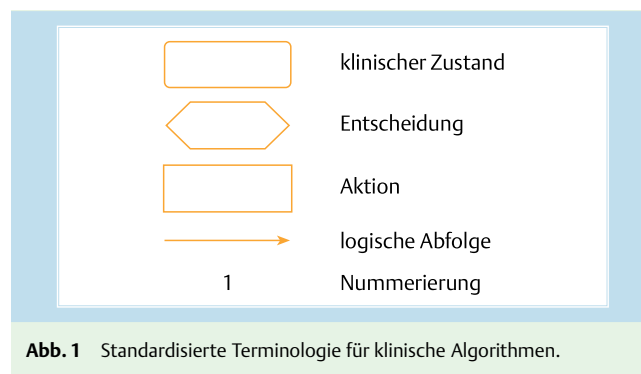 klinischer Zustand
Entscheidung
Aktion
logische Abfolge
1 Nummerierung
Abb. 1 Standardisierte Terminologie für klinische Algorithmen.